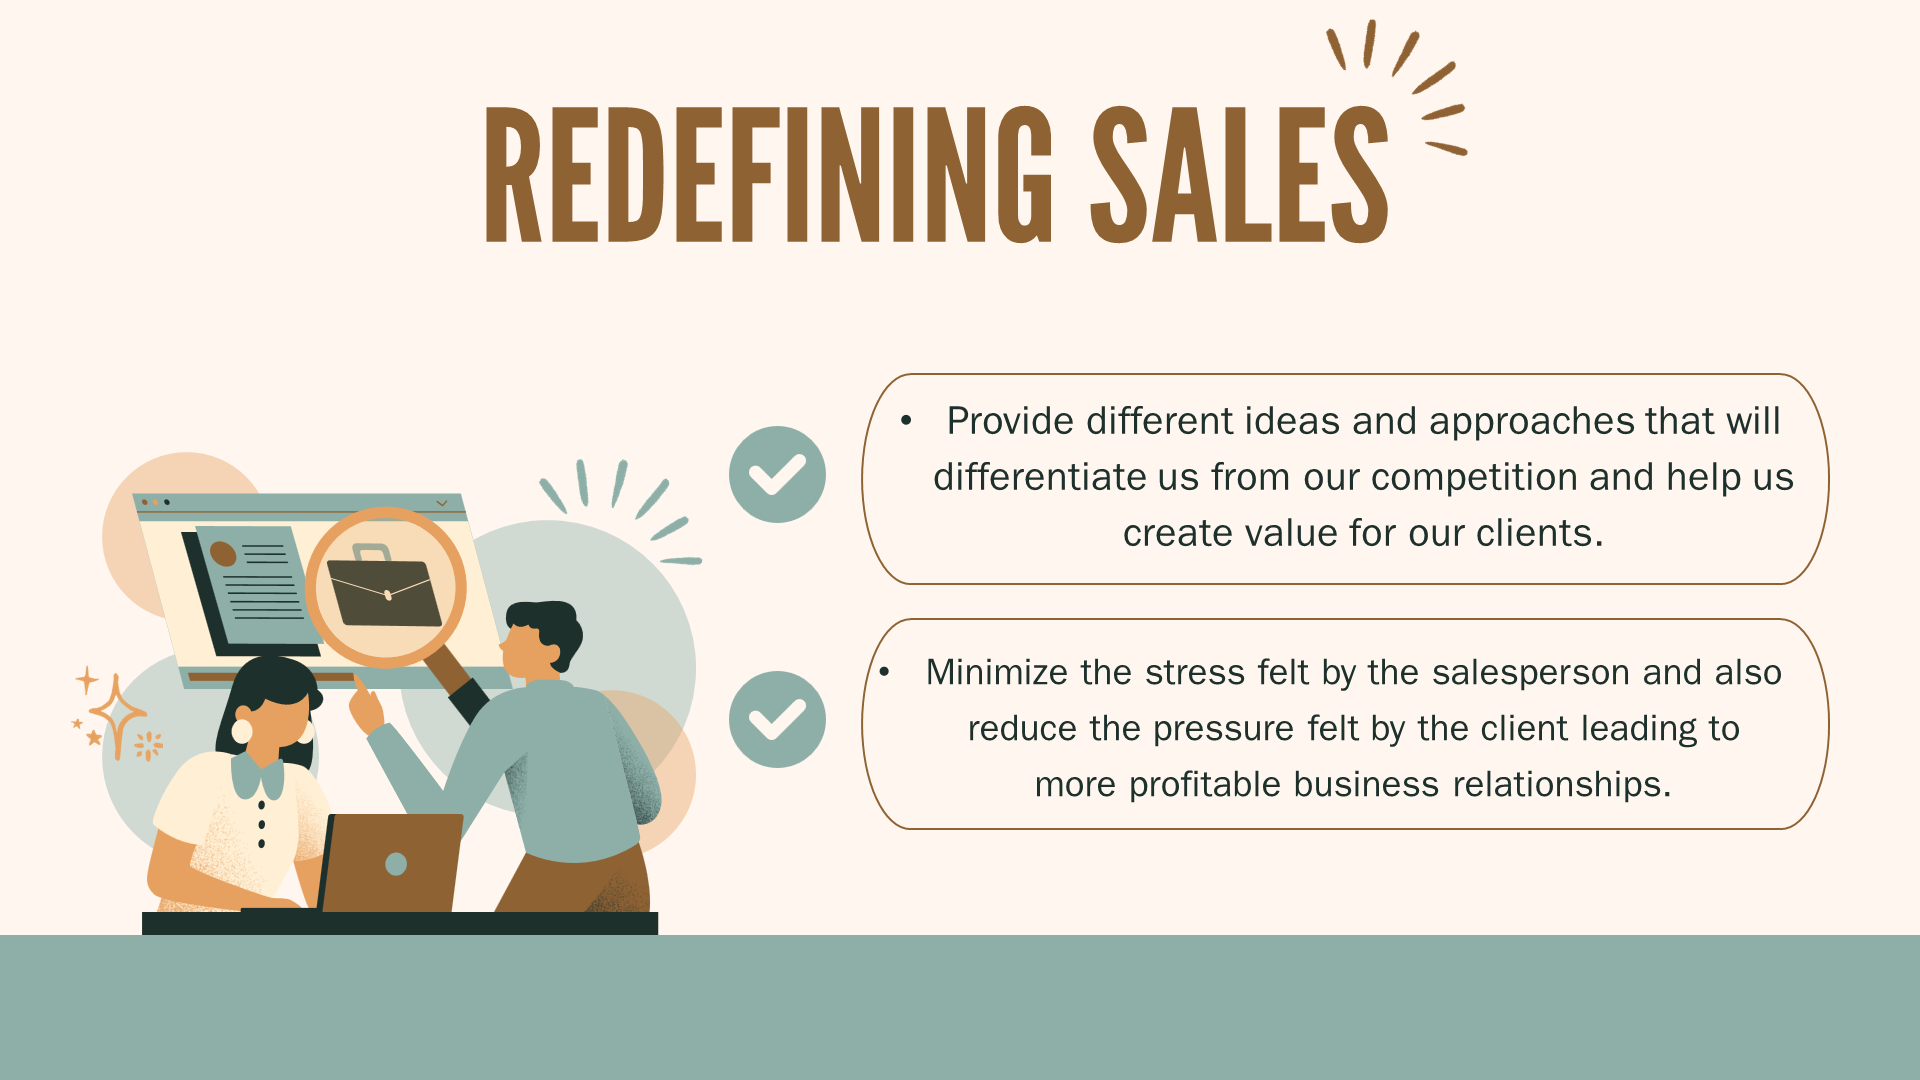 REDEFINING SALES
• Provide different ideas and approaches that will
differentiate us from our competition and help us
create value for our clients.
• Minimize the stress felt by the salesperson and also
reduce the pressure felt by the client leading to
more profitable business relationships.